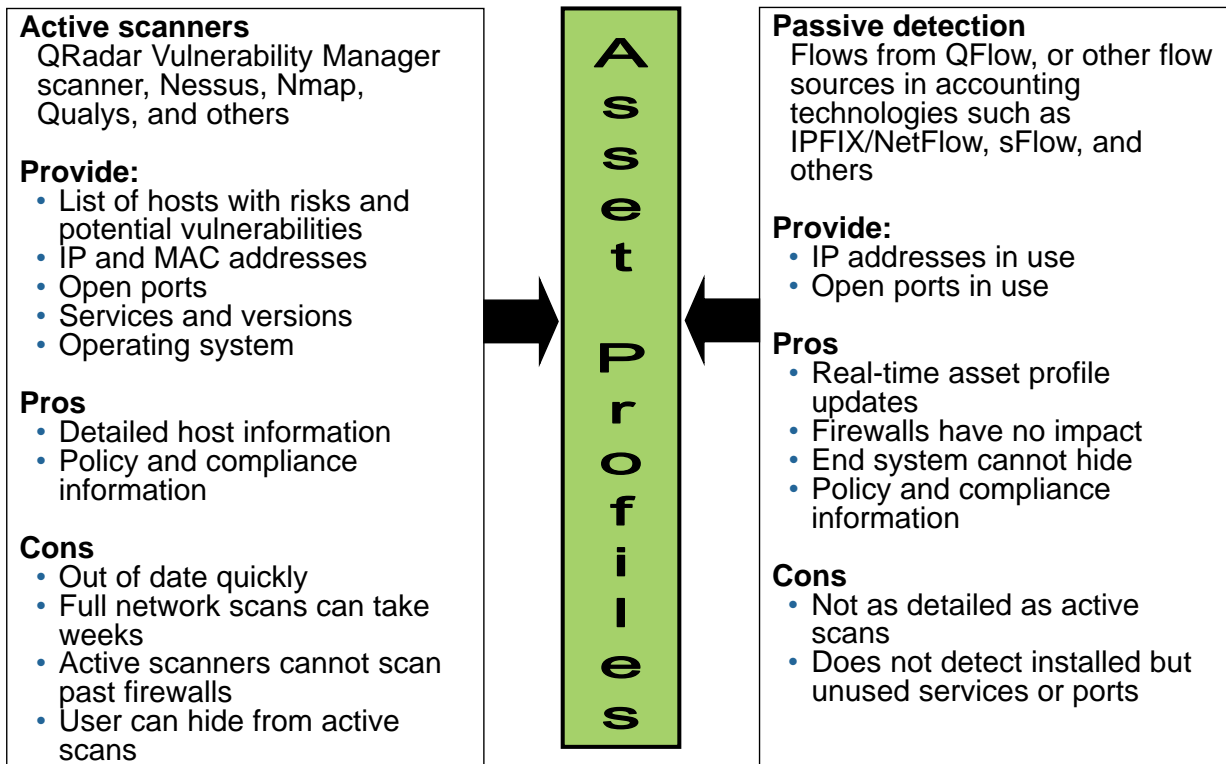 Active scanners
QRadar Vulnerability Manager
scanner, Nessus, Nmap,
Qualys, and others
Provide:
• List of hosts with risks and
potential vulnerabilities
• IP and MAC addresses
• Open ports
• Services and versions
• Operating system
Pros
• Detailed host information
• Policy and compliance
information
Cons
• Out of date quickly
• Full network scans can take
weeks
• Active scanners cannot scan
past firewalls
• User can hide from active
scans
Asset Profiles
Passive detection
Flows from QFlow, or other flow
sources in accounting
technologies such as
IPFIX/NetFlow, sFlow, and
others
Provide:
• IP addresses in use
• Open ports in use
Pros
• Real-time asset profile
updates
• Firewalls have no impact
• End system cannot hide
• Policy and compliance
information
Cons
• Not as detailed as active
scans
• Does not detect installed but
unused services or ports